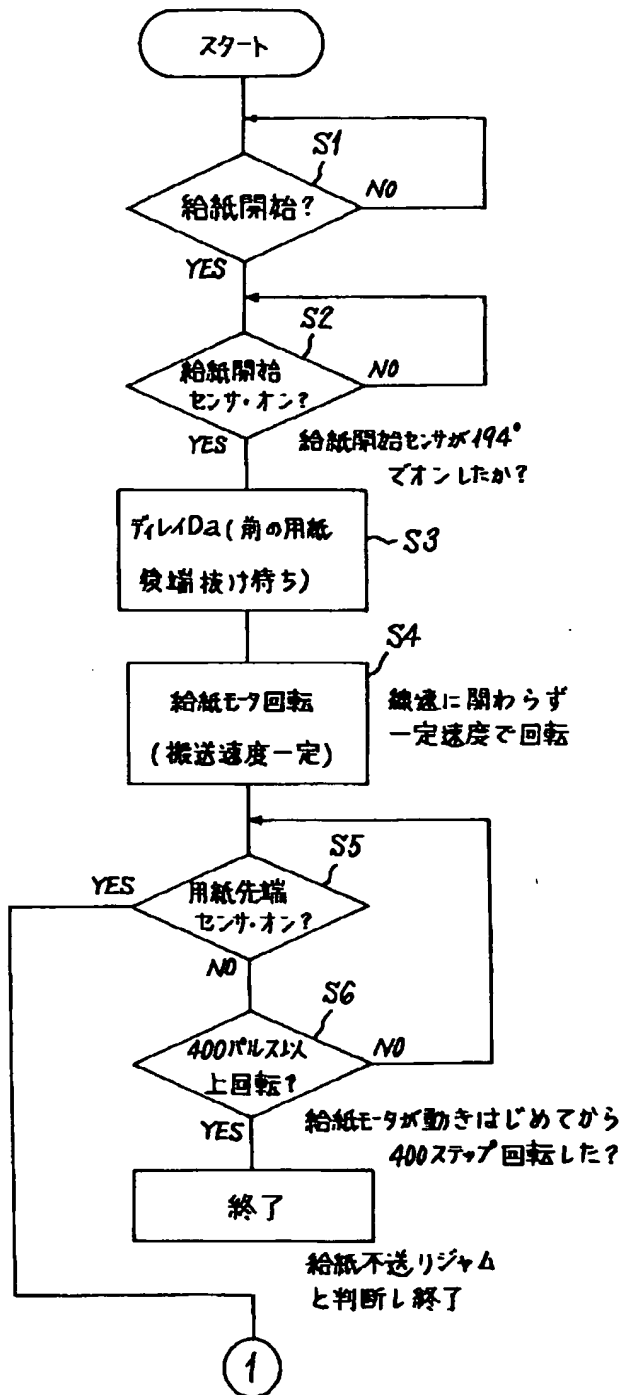 スタート
S1
給紙開始?
NO
YES
S2
給紙開始
センサ・オン?
NO
YES
給紙開始センサが194°
でオンしたか?
ディレイDa(前の用紙
後端抜け待ち)
S3
S4
給紙モータ回転
(搬送速度一定)
線速に関わらず
一定速度で回転
S5
YES
用紙先端
センサ・オン?
NO
S6
400パルス以
上回転?
NO
YES
給紙モータが動きはじめてから
400ステップ回転した?
終了
給紙不送りジャム
と判断し終了
1